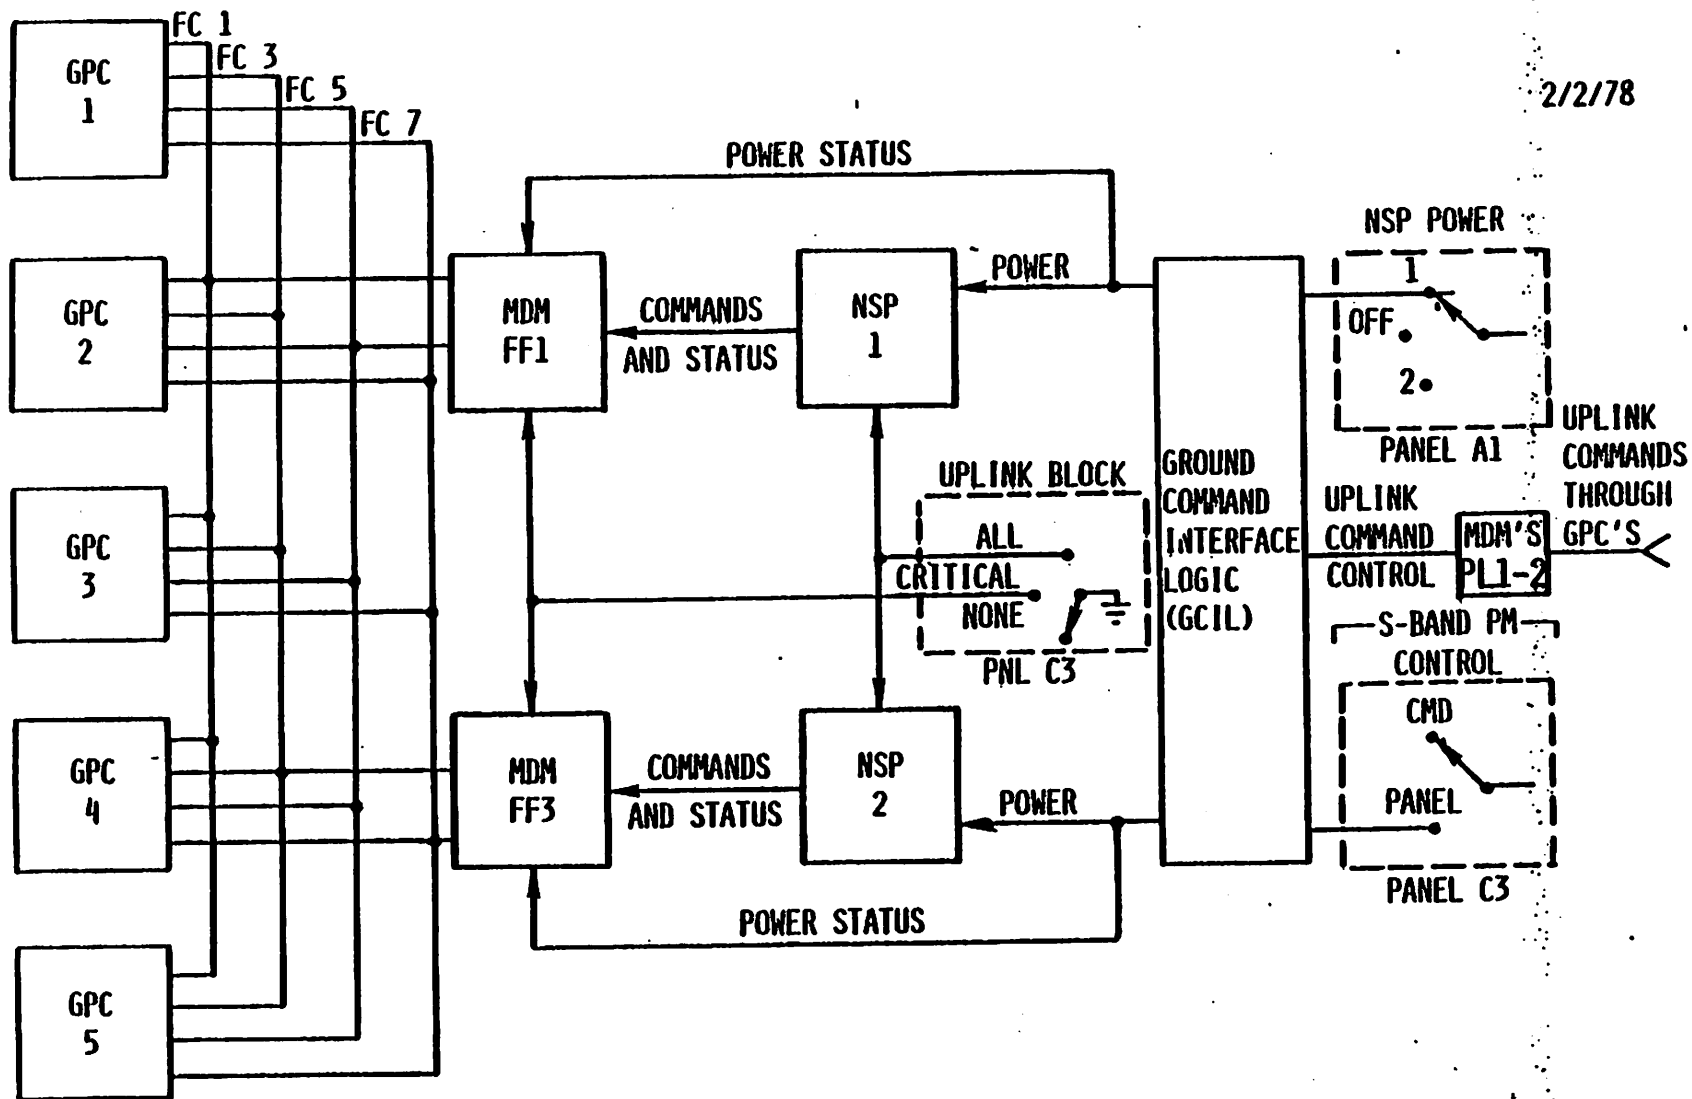 FC 1
FC 3
FC 5
FC 7
GPC
1
GPC
2
GPC
3
GPC
4
GPC
5
2/2/78
POWER STATUS
MDM
FF1
COMMANDS
AND STATUS
NSP
1
POWER
UPLINK BLOCK
ALL
CRITICAL
NONE
PNL C3
MDM
FF3
COMMANDS
AND STATUS
NSP
2
POWER
POWER STATUS
GROUND
COMMAND
INTERFACE
LOGIC
(GCIL)
NSP POWER
1
OFF
2
PANEL A1
UPLINK
COMMAND
CONTROL
MDM'S
PL1-2
UPLINK
COMMANDS
THROUGH
GPC'S
S-BAND PM
CONTROL
CMD
PANEL
PANEL C3